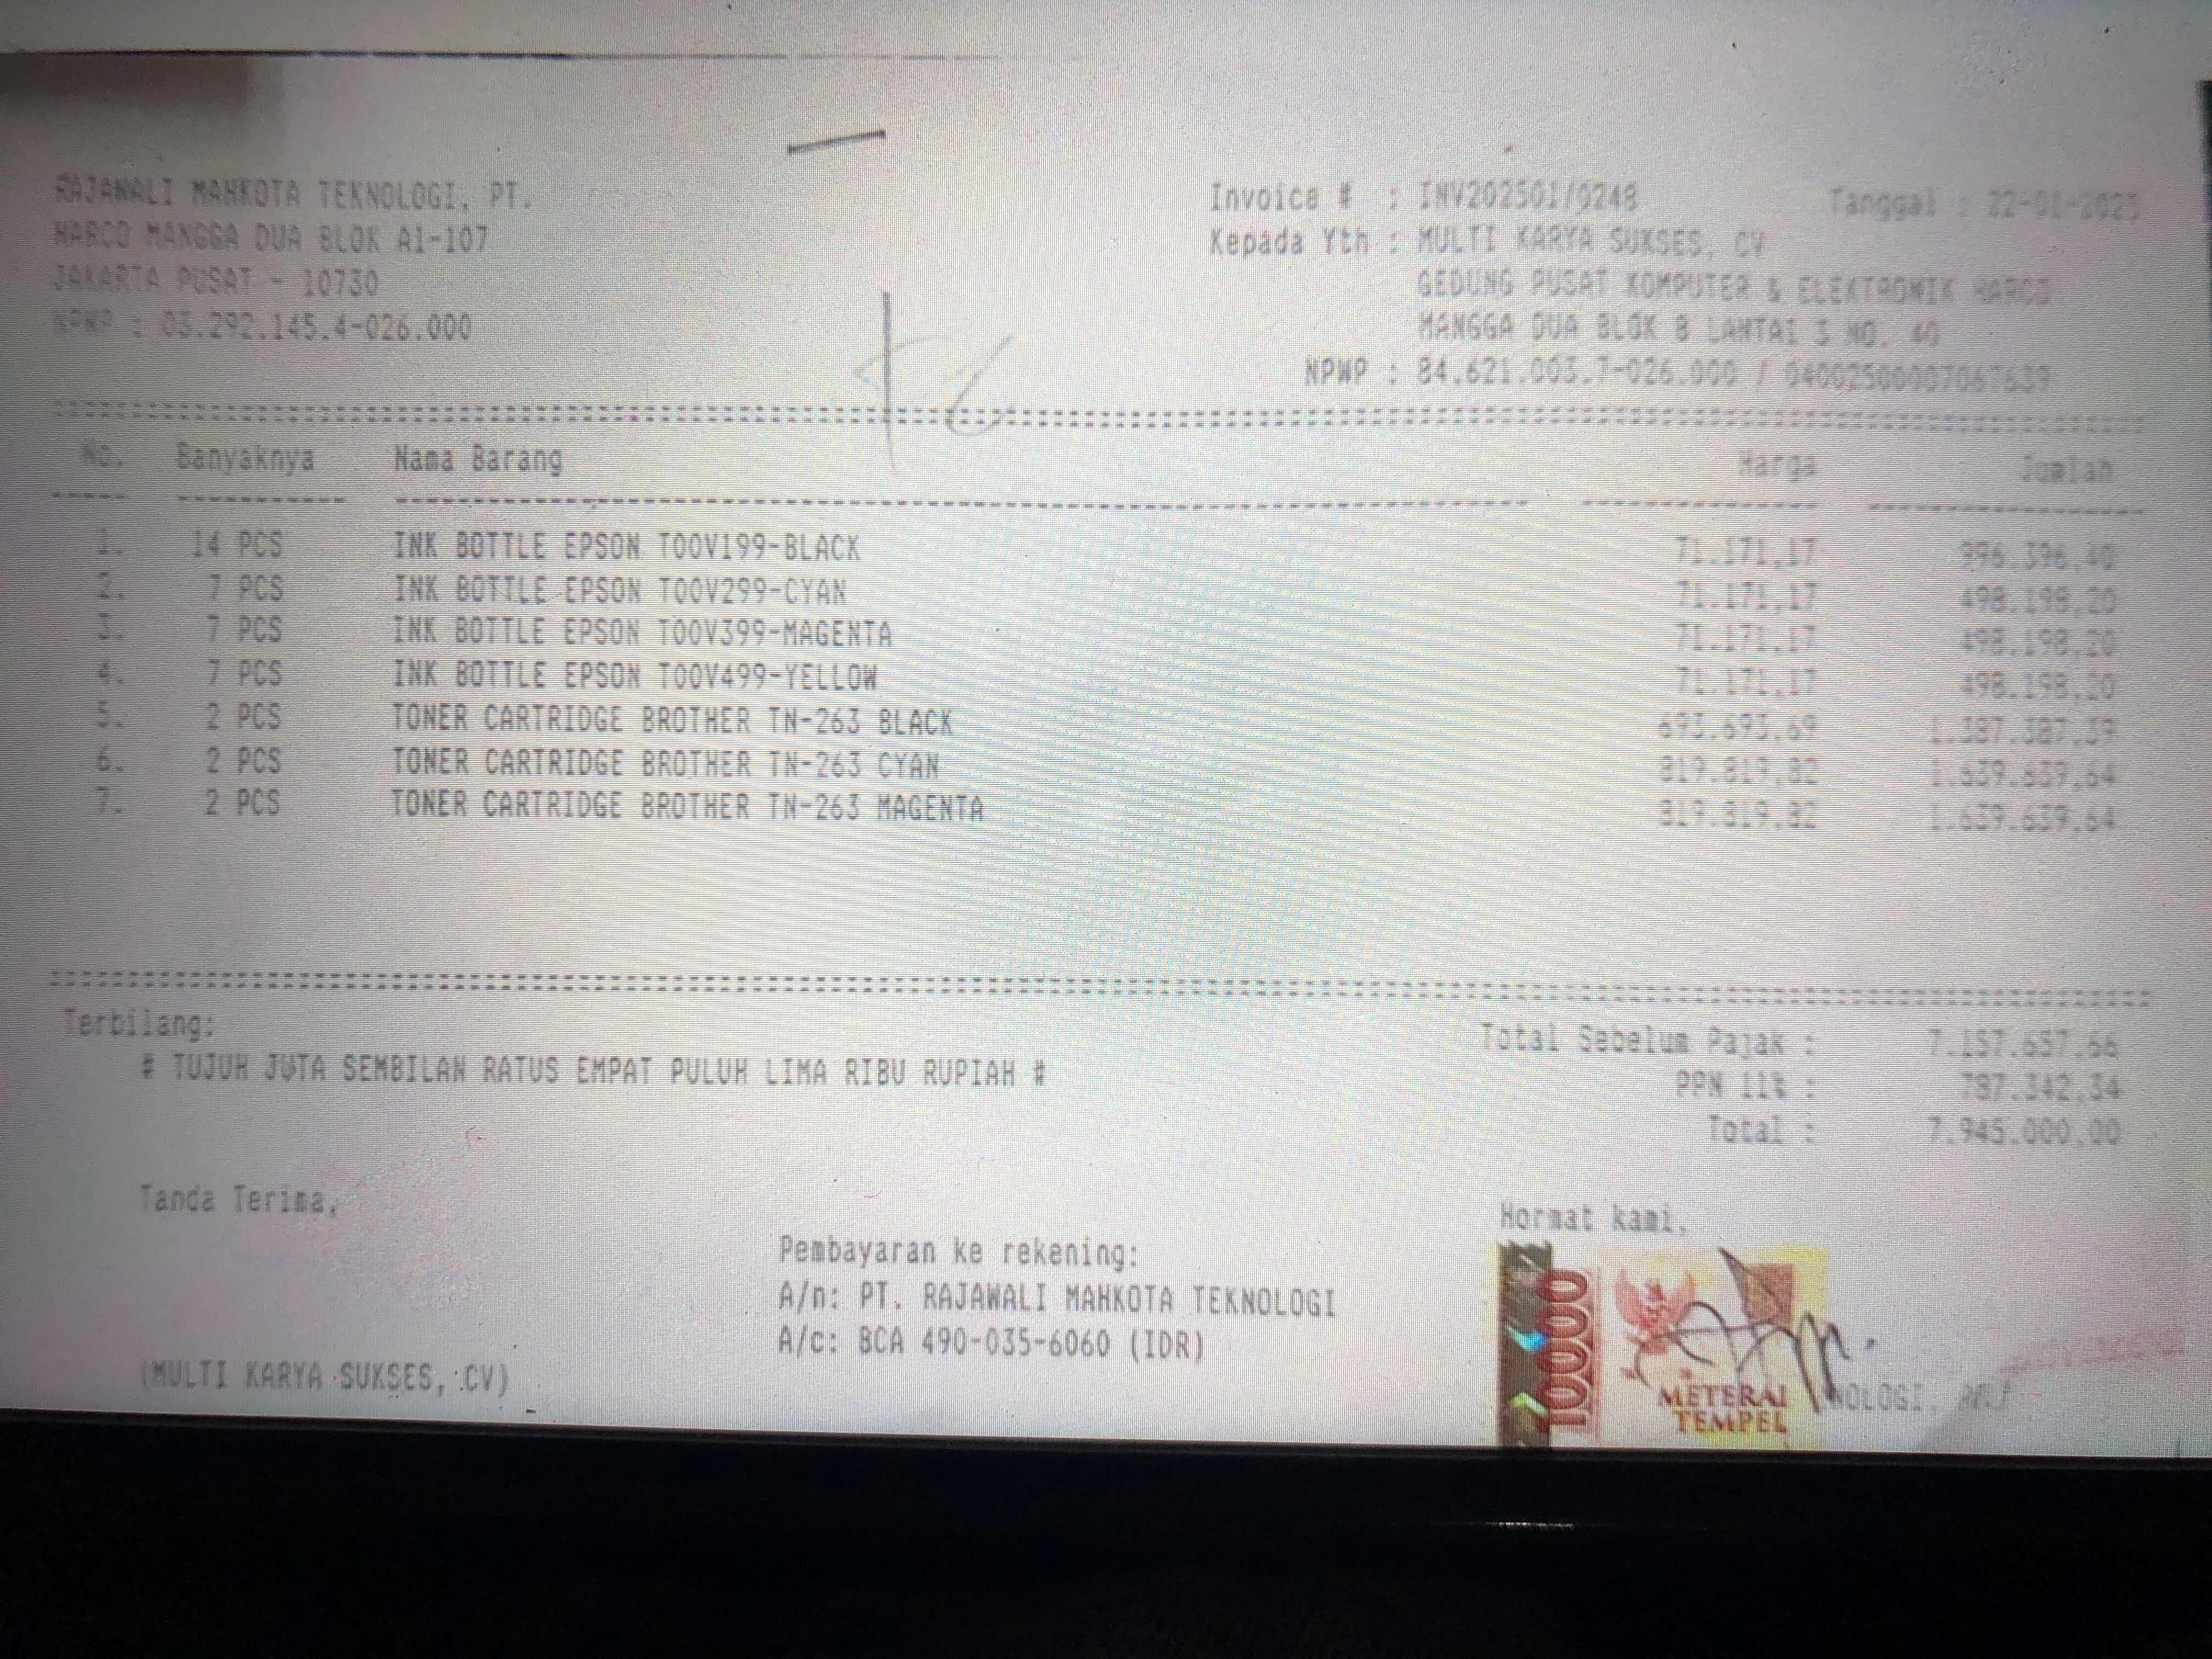 RAJAWALI MAHKOTA TEKNOLOGI, PT.
HARCO MANGGA DUA BLOK A1-107
JAKARTA PUSAT - 10730
NPWP : 03.292.145.4-026.000
Invoice # : INV202501/0248 Tanggal : 22-01-2025
Kepada Yth : MULTI KARYA SUKSES, CV
GEDUNG PUSAT KOMPUTER & ELEKTRONIK HARCO
MANGGA DUA BLOK B LANTAI 3 NO. 40
NPWP : 84.621.003.7-026.000 /
No. Banyaknya Nama Barang Harga Jumlah
1. 14 PCS INK BOTTLE EPSON T00V199-BLACK 71.171,17 996.396,40
2. 7 PCS INK BOTTLE EPSON T00V299-CYAN 71.171,17 498.198,20
3. 7 PCS INK BOTTLE EPSON T00V399-MAGENTA 71.171,17 498.198,20
4. 7 PCS INK BOTTLE EPSON T00V499-YELLOW 71.171,17 498.198,20
5. 2 PCS TONER CARTRIDGE BROTHER TN-263 BLACK 693.693,69 1.387.387,39
6. 2 PCS TONER CARTRIDGE BROTHER TN-263 CYAN 819.819,82 1.639.639,64
7. 2 PCS TONER CARTRIDGE BROTHER TN-263 MAGENTA 819.819,82 1.639.639,64
Terbilang:
# TUJUH JUTA SEMBILAN RATUS EMPAT PULUH LIMA RIBU RUPIAH #
Total Sebelum Pajak : 7.157.657,66
PPN 11% : 787.342,34
Total : 7.945.000,00
Tanda Terima,
Hormat kami,
Pembayaran ke rekening:
A/n: PT. RAJAWALI MAHKOTA TEKNOLOGI
A/c: BCA 490-035-6060 (IDR)
(MULTI KARYA SUKSES, CV)
10000
METERAI
TEMPEL
NOLOGI,